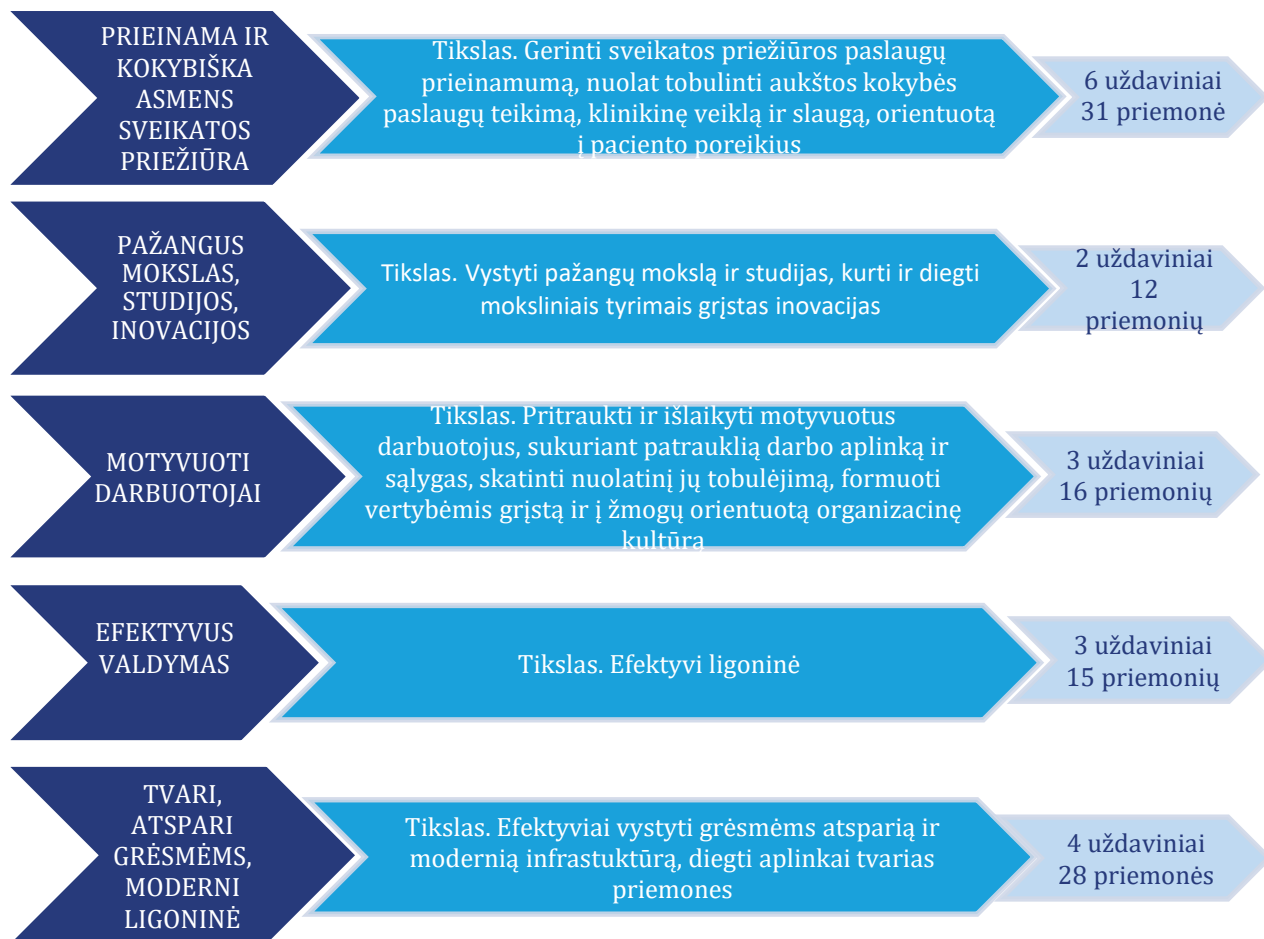 PRIEINAMA IR
KOKYBIŠKA
ASMENS
SVEIKATOS
PRIEŽIŪRA
Tikslas. Gerinti sveikatos priežiūros paslaugų
prieinamumą, nuolat tobulinti aukštos kokybės
paslaugų teikimą, klinikinę veiklą ir slaugą, orientuotą
į paciento poreikius
6 uždaviniai
31 priemonė
PAŽANGUS
MOKSLAS,
STUDIJOS,
INOVACIJOS
Tikslas. Vystyti pažangų mokslą ir studijas, kurti ir diegti
moksliniais tyrimais grįstas inovacijas
2 uždaviniai
12
priemonių
MOTYVUOTI
DARBUOTOJAI
Tikslas. Pritraukti ir išlaikyti motyvuotus
darbuotojus, sukuriant patrauklią darbo aplinką ir
sąlygas, skatinti nuolatinį jų tobulėjimą, formuoti
vertybėmis grįstą ir į žmogų orientuotą organizacinę
kultūrą
3 uždaviniai
16 priemonių
EFEKTYVUS
VALDYMAS
Tikslas. Efektyvi ligoninė
3 uždaviniai
15 priemonių
TVARI,
ATSPARI
GRĖSMĖMS,
MODERNI
LIGONINĖ
Tikslas. Efektyviai vystyti grėsmėms atsparią ir
modernią infrastuktūrą, diegti aplinkai tvarias
priemones
4 uždaviniai
28 priemonės